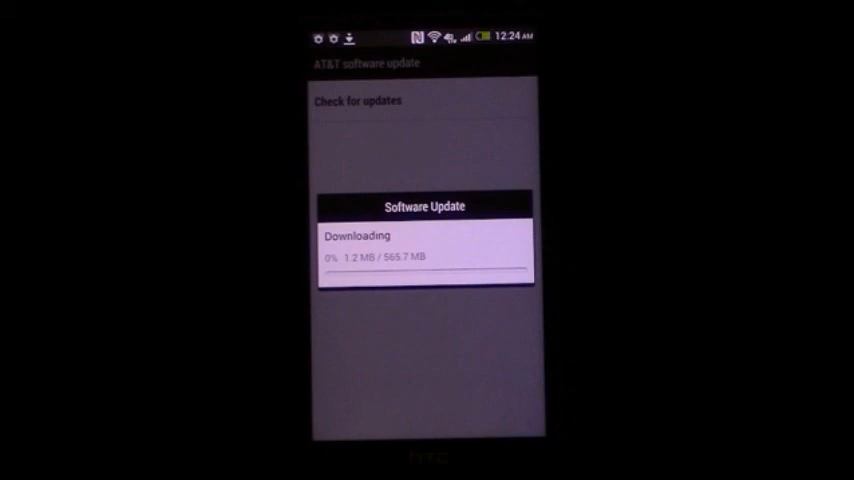 12:24 AM
AT&T software update
Check for updates
Software Update
Downloading
0% 1.2 MB / 565.7 MB
hTC